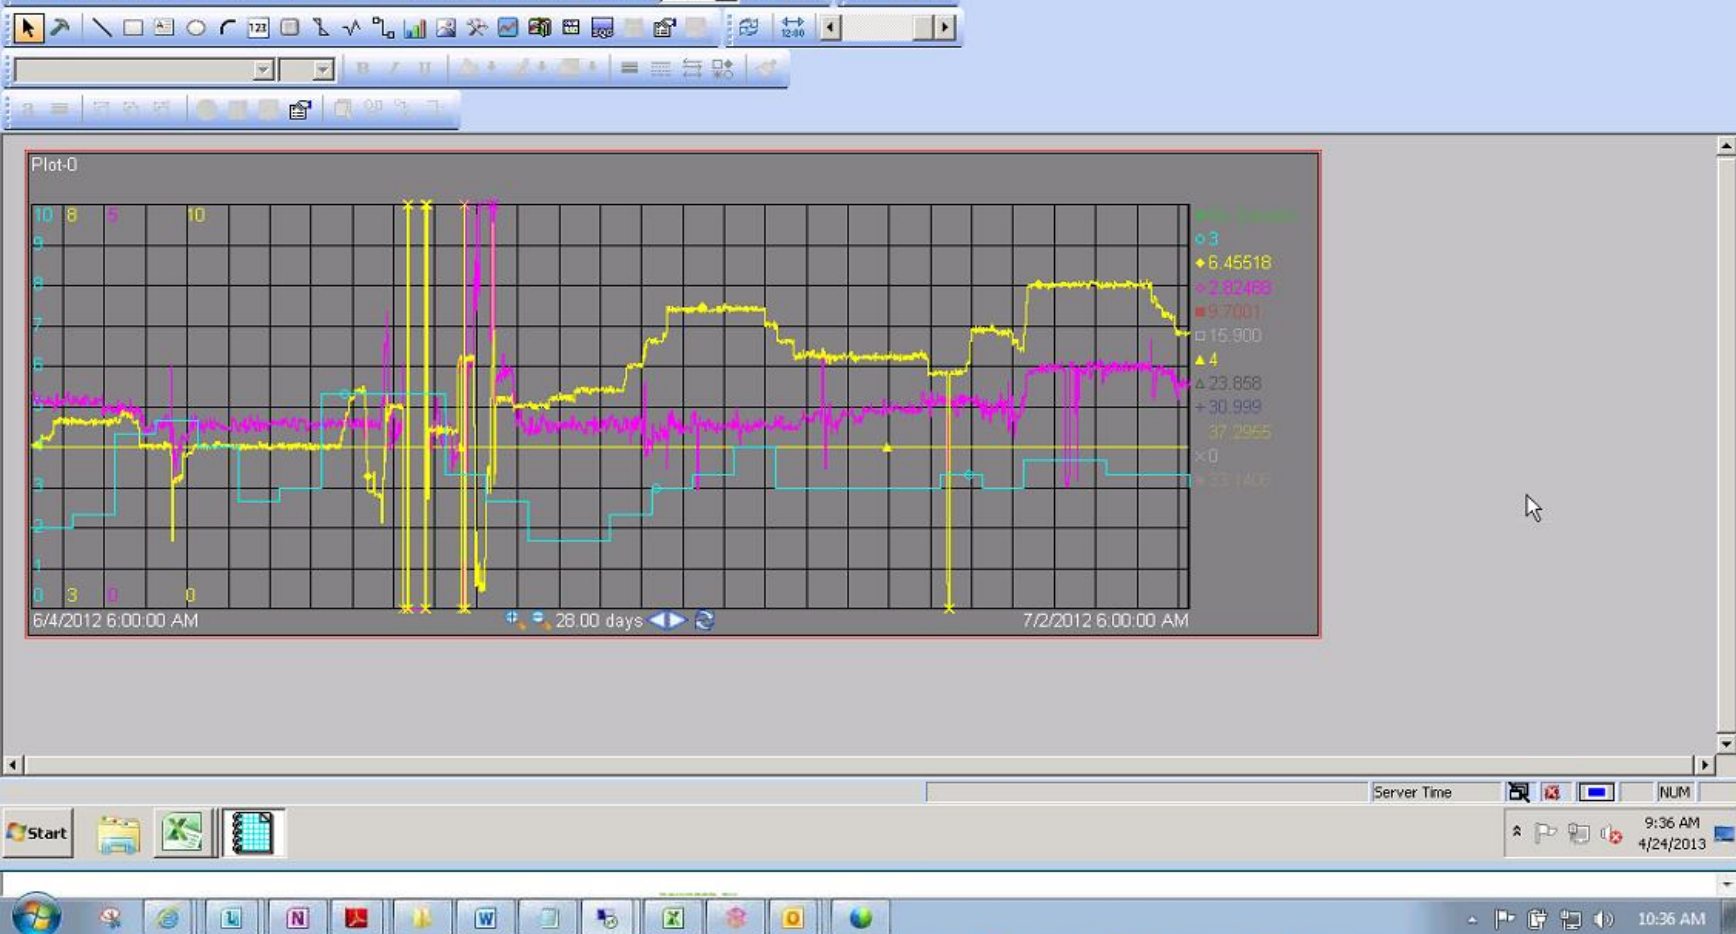 123
12:00
B I U
a
Plot-0
10 8 5 10
9
8
7
6
5
3
2
1
0 3 0 0
3
6.45518
2.82488
9.7001
15.900
4
23.858
30.999
37.2965
0
6/4/2012 6:00:00 AM
28.00 days
7/2/2012 6:00:00 AM
Server Time
NUM
Start
9:36 AM
4/24/2013
10:36 AM